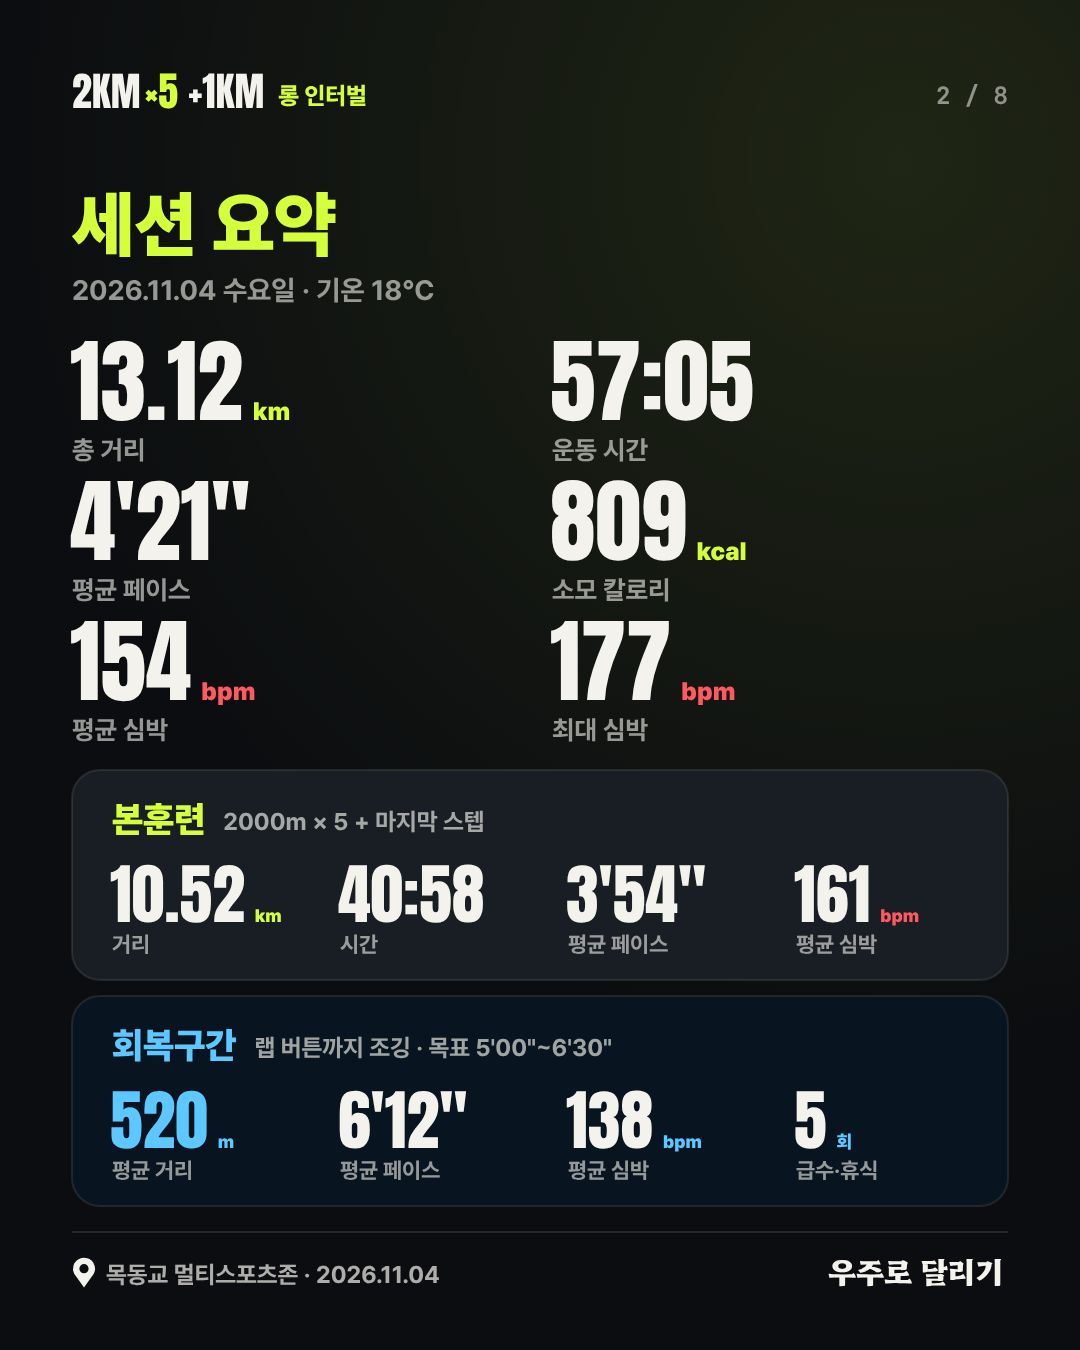 2KM ×5 +1KM 롱 인터벌
2 / 8
세션 요약
2026.11.04 수요일 · 기온 18°C
13.12 km
총 거리
57:05
운동 시간
4'21"
평균 페이스
809 kcal
소모 칼로리
154 bpm
평균 심박
177 bpm
최대 심박
본훈련 2000m × 5 + 마지막 스텝
10.52 km
거리
40:58
시간
3'54"
평균 페이스
161 bpm
평균 심박
회복구간 랩 버튼까지 조깅 · 목표 5'00"~6'30"
520 m
평균 거리
6'12"
평균 페이스
138 bpm
평균 심박
5 회
급수·휴식
목동교 멀티스포츠존 · 2026.11.04
우주로 달리기